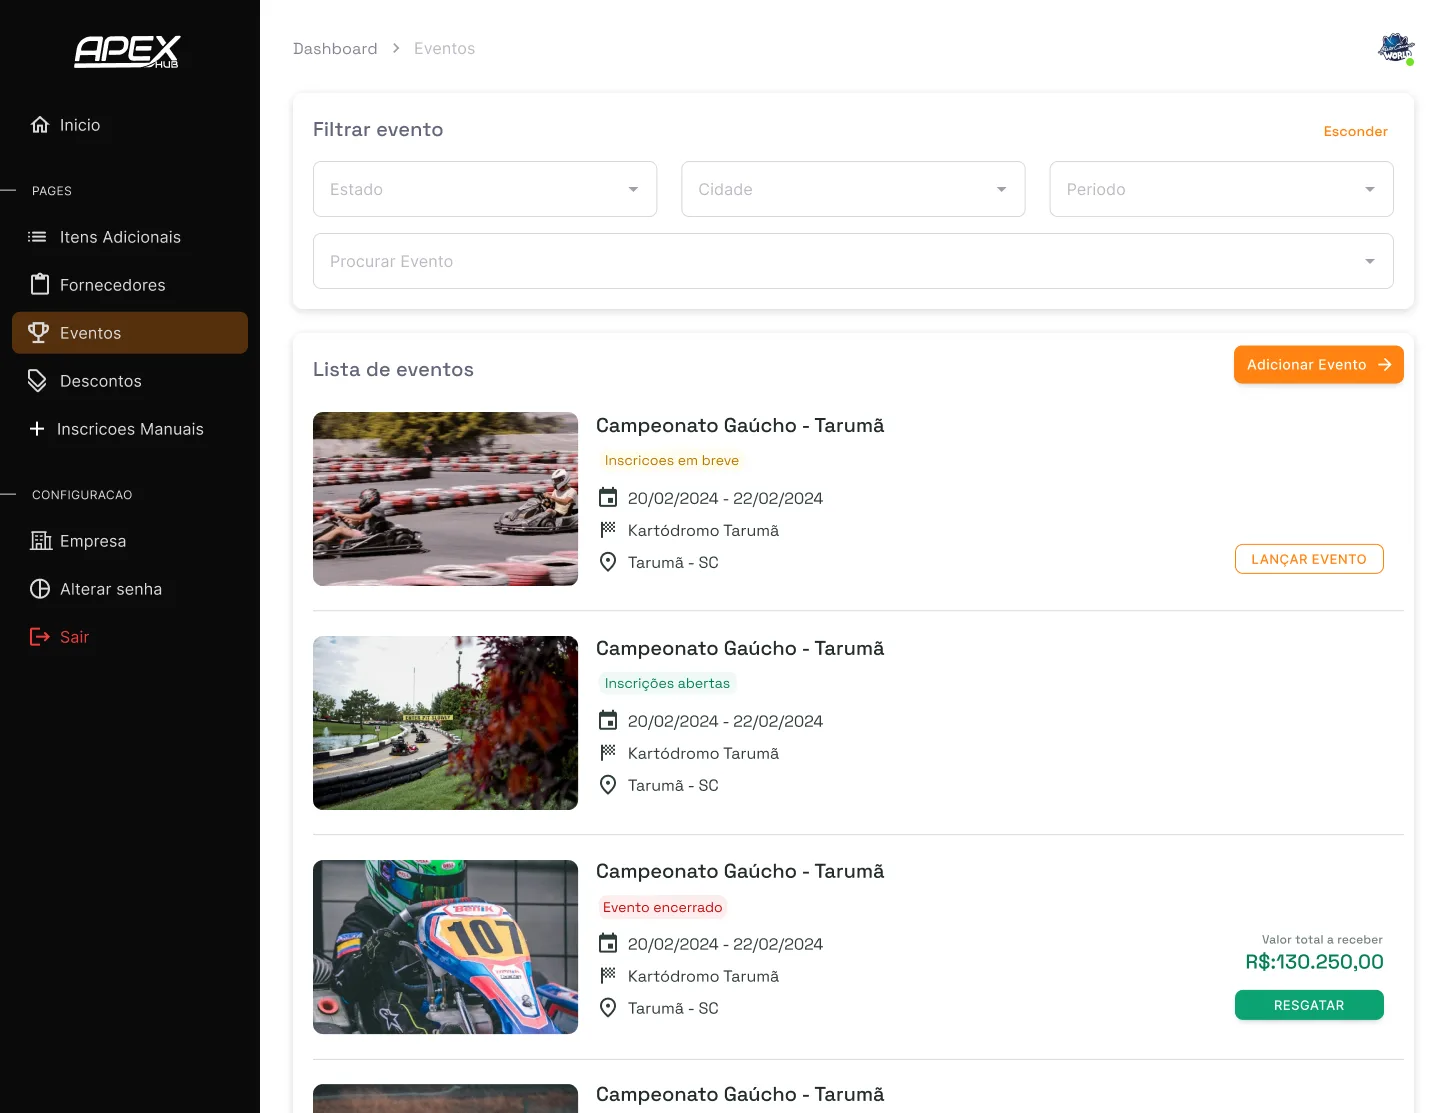 APEX
HUB
Inicio
PAGES
Itens Adicionais
Fornecedores
Eventos
Descontos
Inscricoes Manuais
CONFIGURACAO
Empresa
Alterar senha
Sair
Dashboard > Eventos
WORLD
Filtrar evento
Esconder
Estado
Cidade
Periodo
Procurar Evento
Lista de eventos
Adicionar Evento →
Campeonato Gaúcho - Tarumã
Inscricoes em breve
20/02/2024 - 22/02/2024
Kartódromo Tarumã
Tarumã - SC
LANÇAR EVENTO
Campeonato Gaúcho - Tarumã
Inscrições abertas
20/02/2024 - 22/02/2024
Kartódromo Tarumã
Tarumã - SC
107
Campeonato Gaúcho - Tarumã
Evento encerrado
20/02/2024 - 22/02/2024
Kartódromo Tarumã
Tarumã - SC
Valor total a receber
R$:130.250,00
RESGATAR
Campeonato Gaúcho - Tarumã